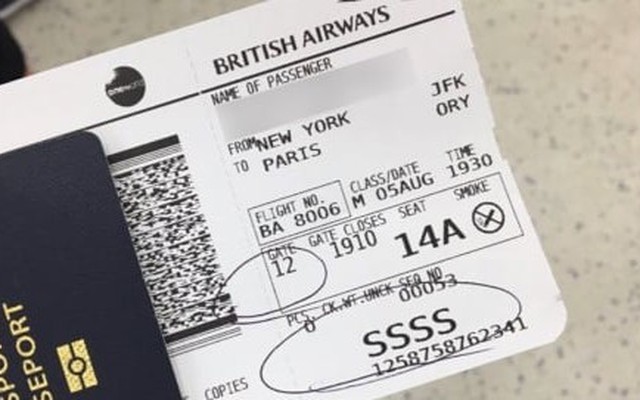 oneworld
BRITISH AIRWAYS
NAME OF PASSENGER
FROM NEW YORK JFK
TO PARIS ORY
FLIGHT NO. CLASS/DATE TIME
BA 8006 M 05AUG 1930
GATE GATE CLOSES SEAT SMOKE
12 1910 14A
PCS. CK.WT.UNCK SEQ NO
0 00053
SSSS
1258758762341
COPIES
SEPORT